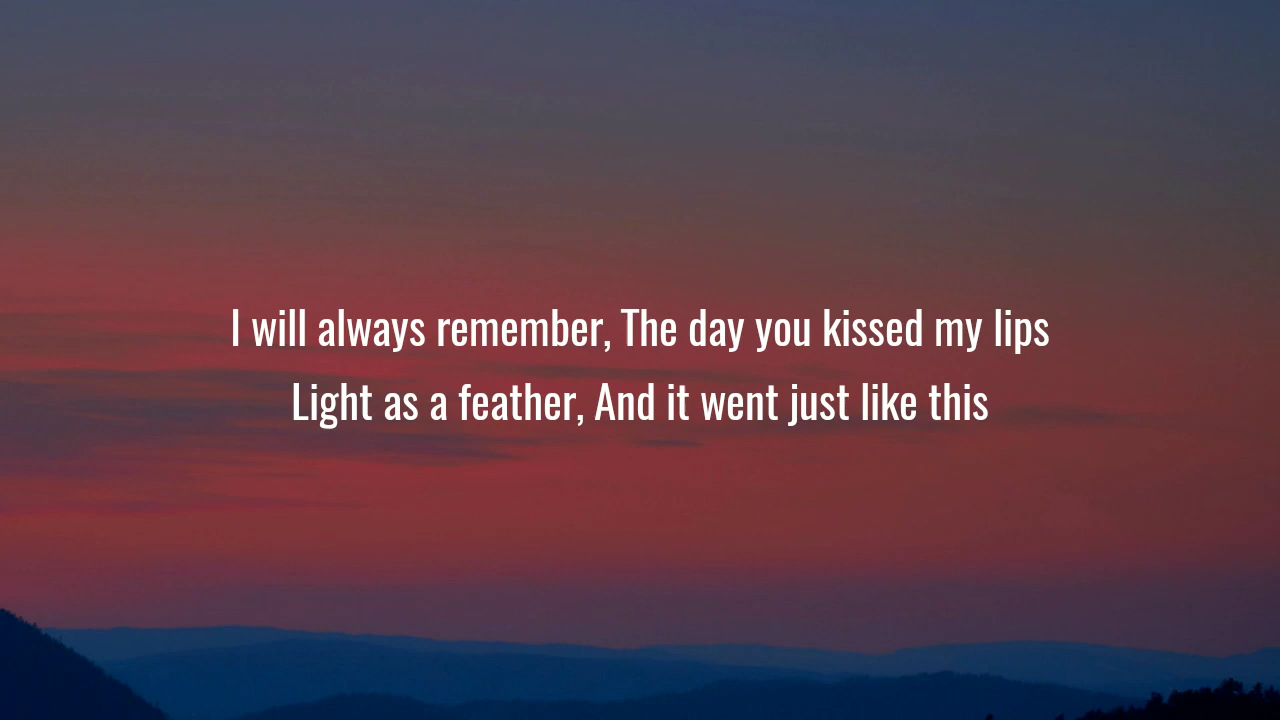 I will always remember, The day you kissed my lips
Light as a feather, And it went just like this